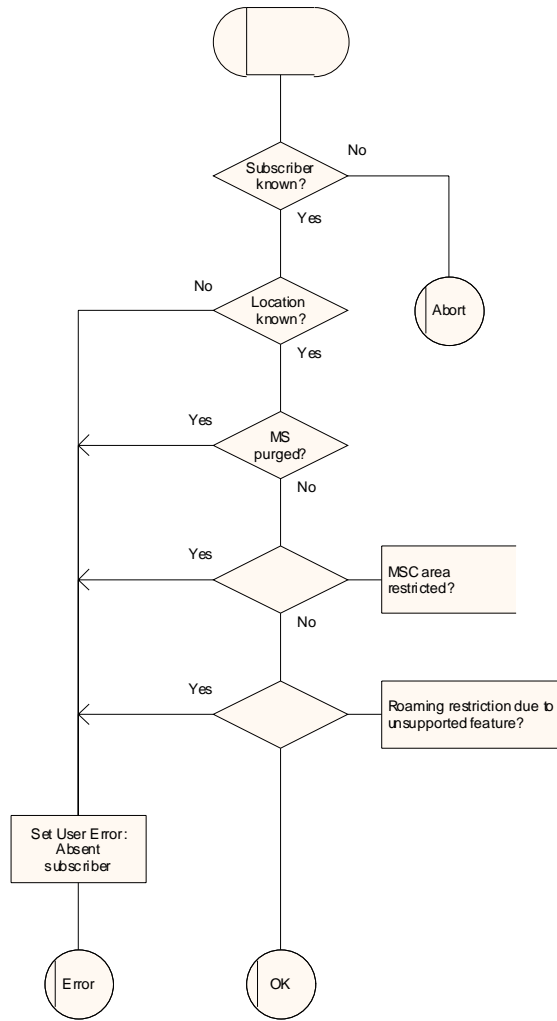 No
Subscriber
known?
Yes
No
Location
known?
Abort
Yes
Yes
MS
purged?
No
Yes
MSC area
restricted?
No
Yes
Roaming restriction due to
unsupported feature?
Set User Error:
Absent
subscriber
Error
OK